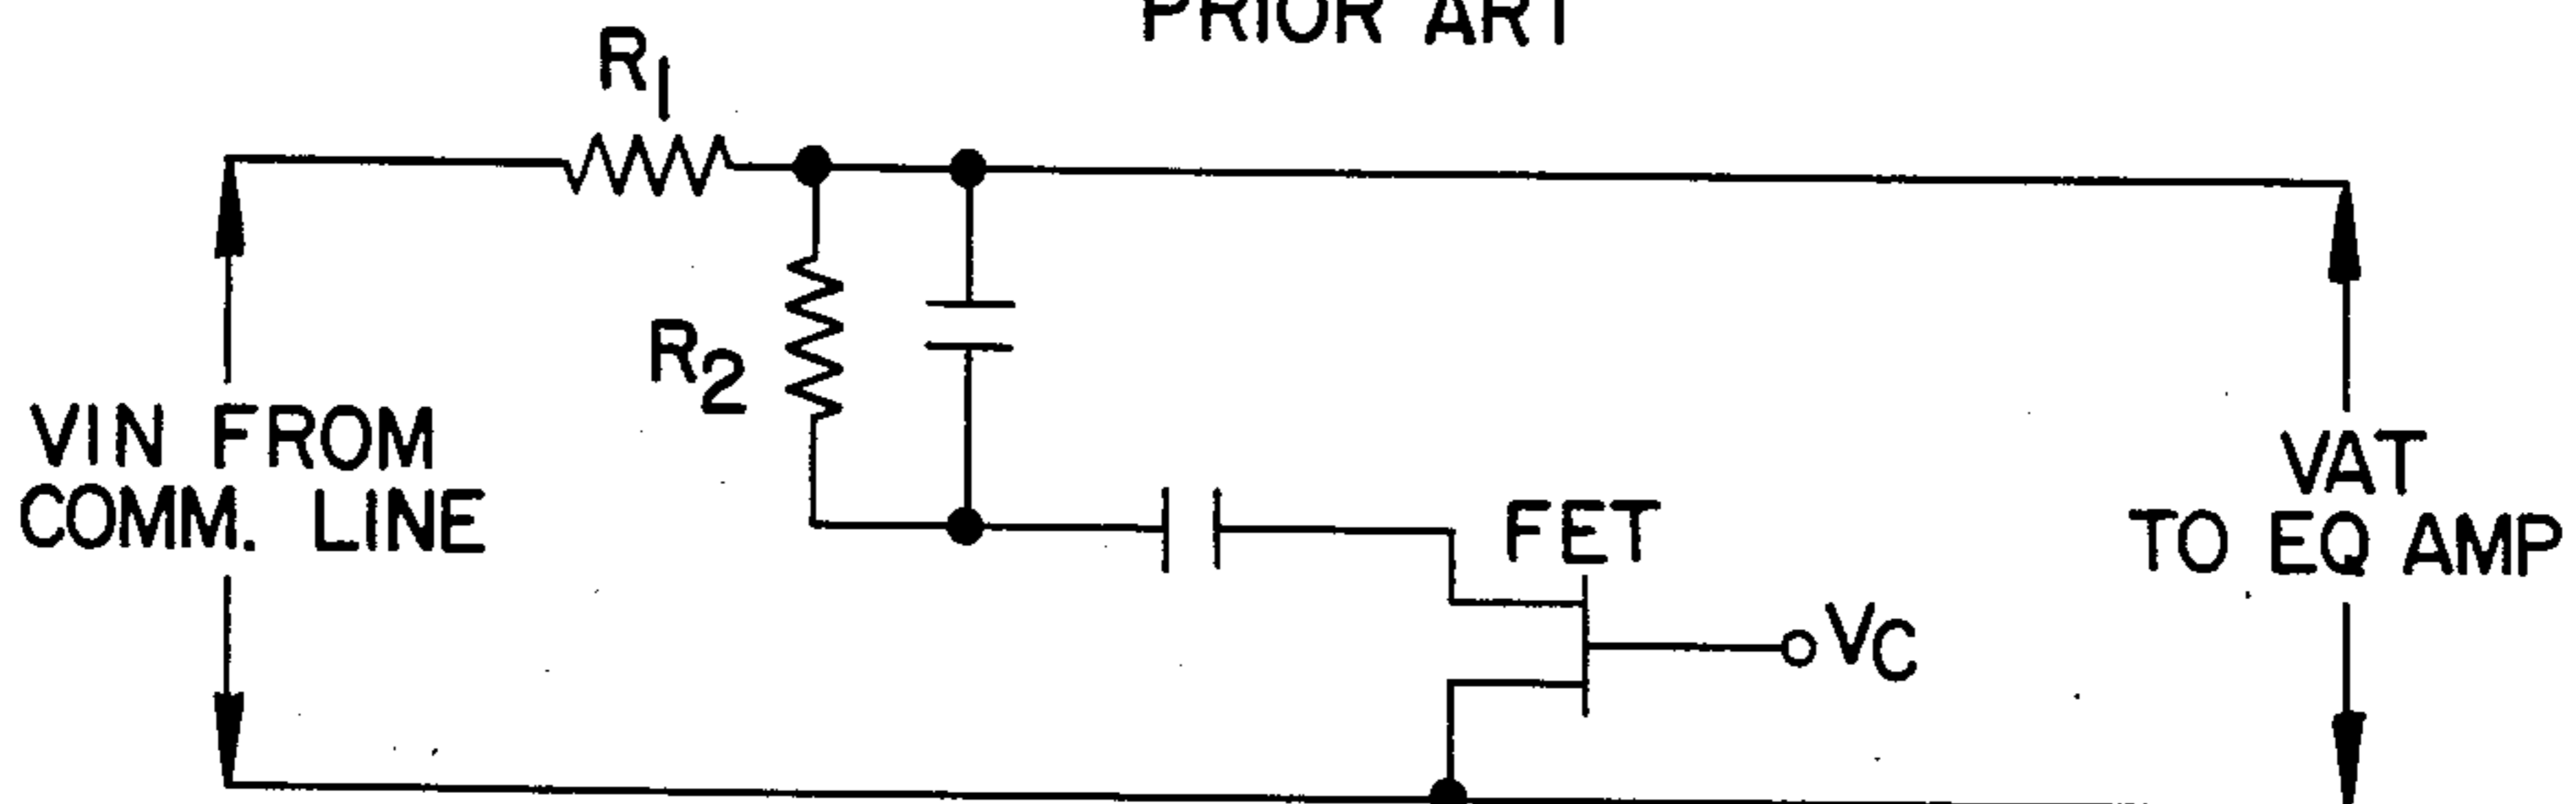 PRIOR ART
R1
R2
VIN FROM
COMM. LINE
FET
VC
VAT
TO EQ AMP